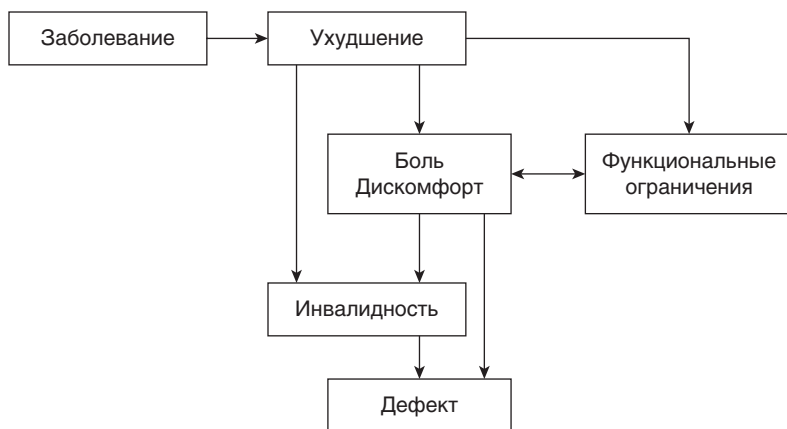 Заболевание
Ухудшение
Боль
Дискомфорт
Функциональные
ограничения
Инвалидность
Дефект